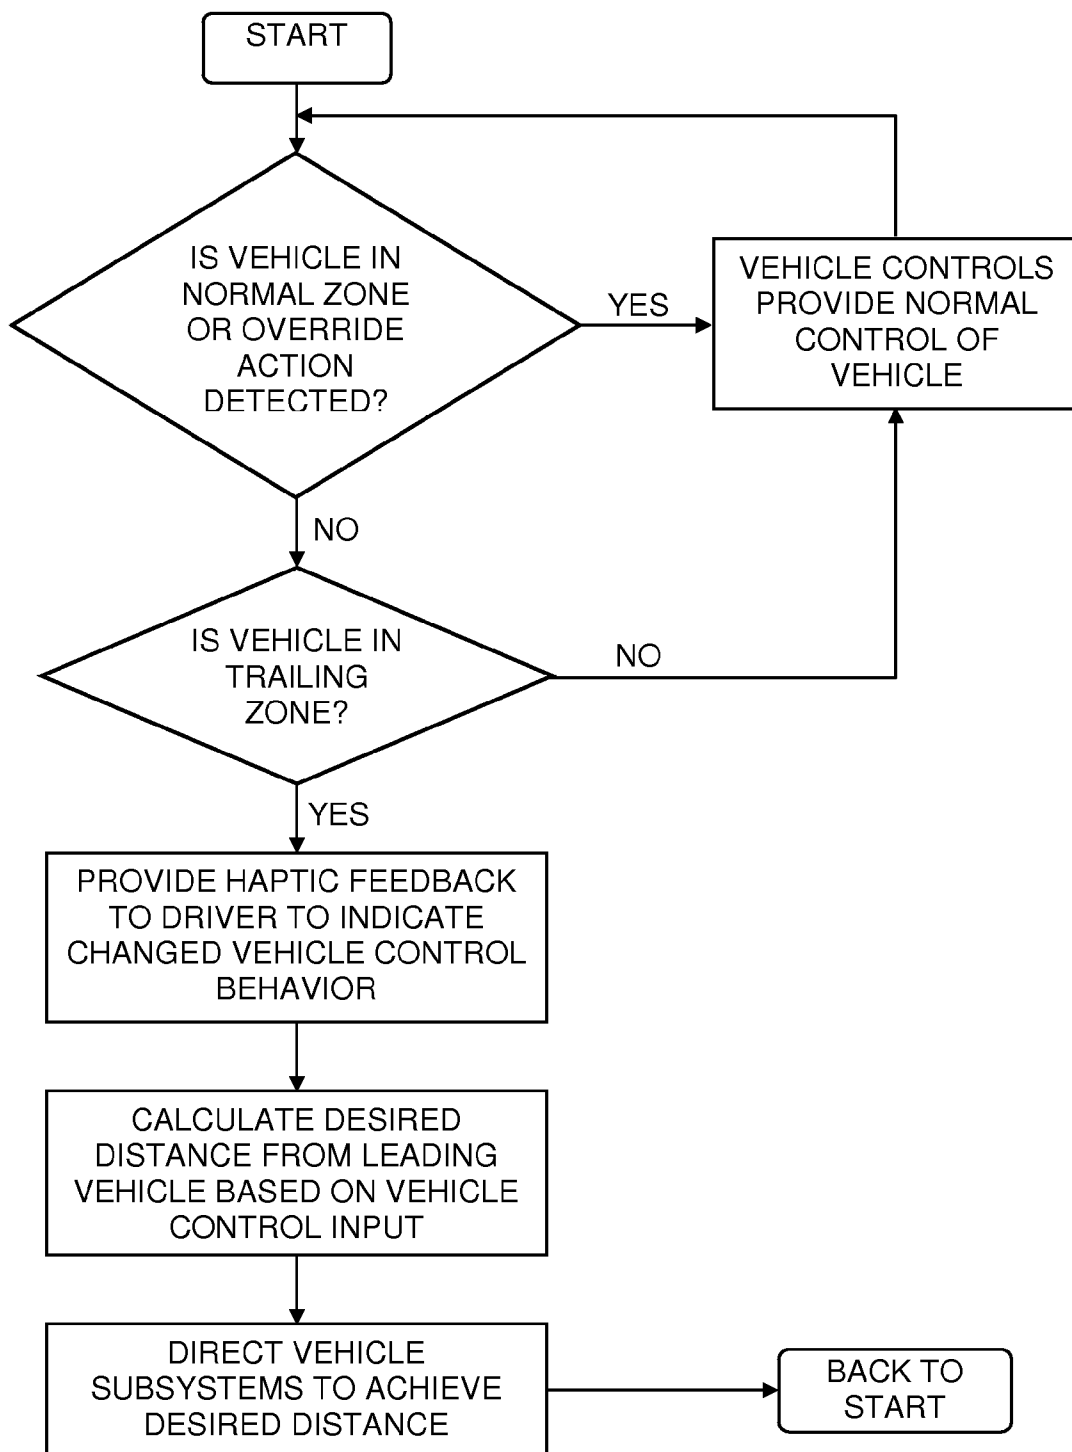 START
IS VEHICLE IN
NORMAL ZONE
OR OVERRIDE
ACTION
DETECTED?
YES
VEHICLE CONTROLS
PROVIDE NORMAL
CONTROL OF
VEHICLE
NO
IS VEHICLE IN
TRAILING
ZONE?
NO
YES
PROVIDE HAPTIC FEEDBACK
TO DRIVER TO INDICATE
CHANGED VEHICLE CONTROL
BEHAVIOR
CALCULATE DESIRED
DISTANCE FROM LEADING
VEHICLE BASED ON VEHICLE
CONTROL INPUT
DIRECT VEHICLE
SUBSYSTEMS TO ACHIEVE
DESIRED DISTANCE
BACK TO
START